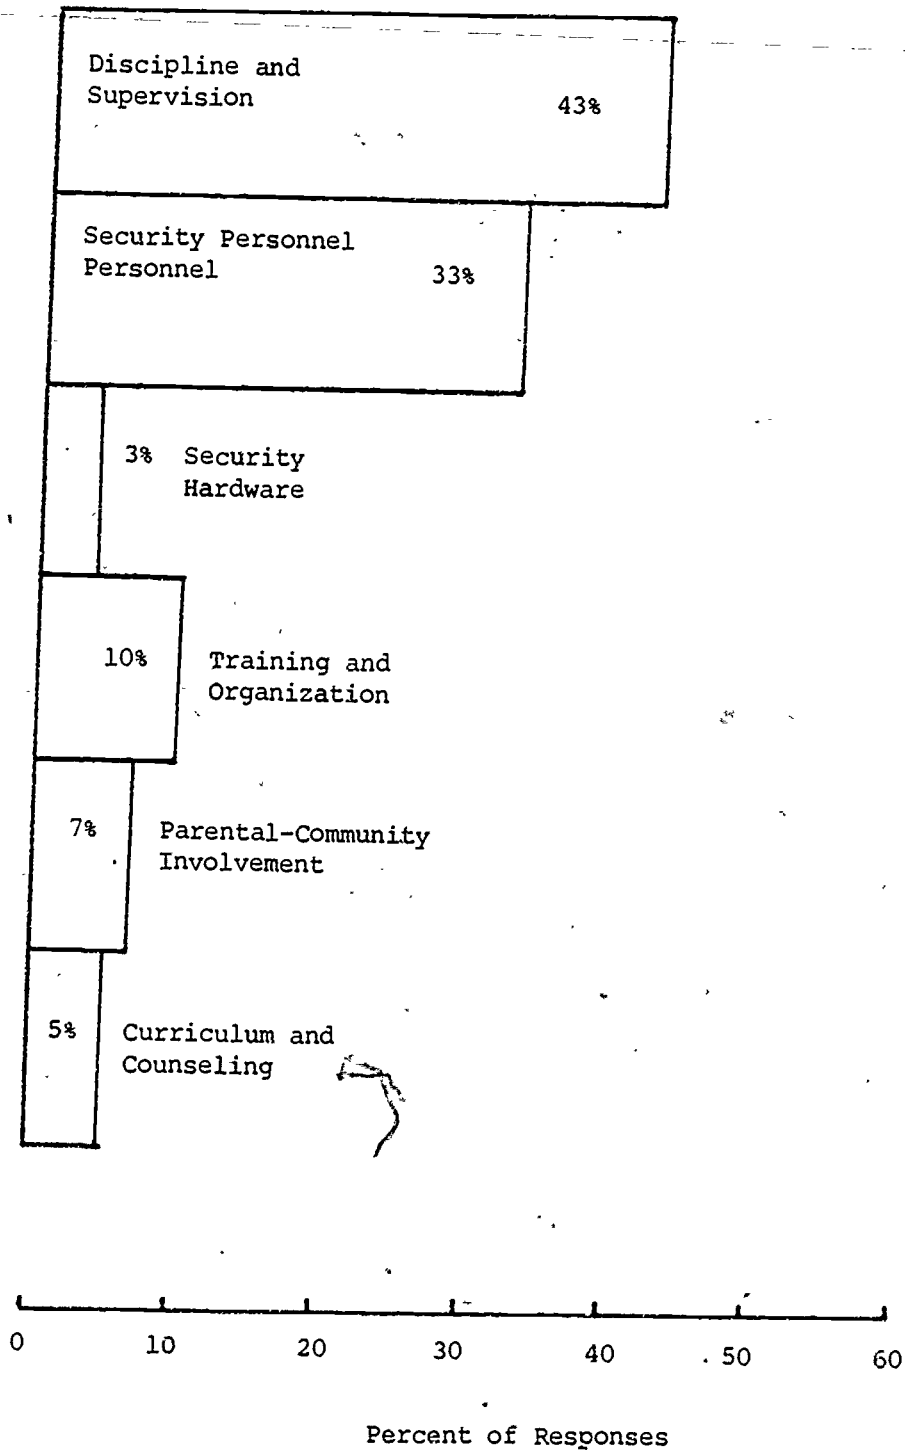 Discipline and
Supervision
43%
Security Personnel
Personnel
33%
3% Security
Hardware
10%
Training and
Organization
7%
Parental-Community
Involvement
5%
Curriculum and
Counseling
0 10 20 30 40 50 60
Percent of Responses